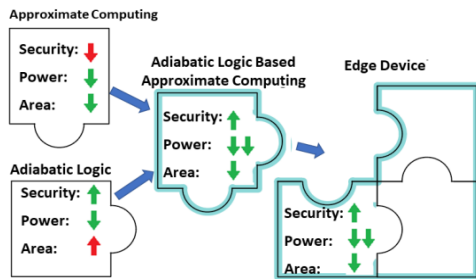 Approximate Computing
Security:
Power:
Area:
Adiabatic Logic
Security:
Power:
Area:
Adiabatic Logic Based
Approximate Computing
Security:
Power:
Area:
Edge Device
Security:
Power:
Area: